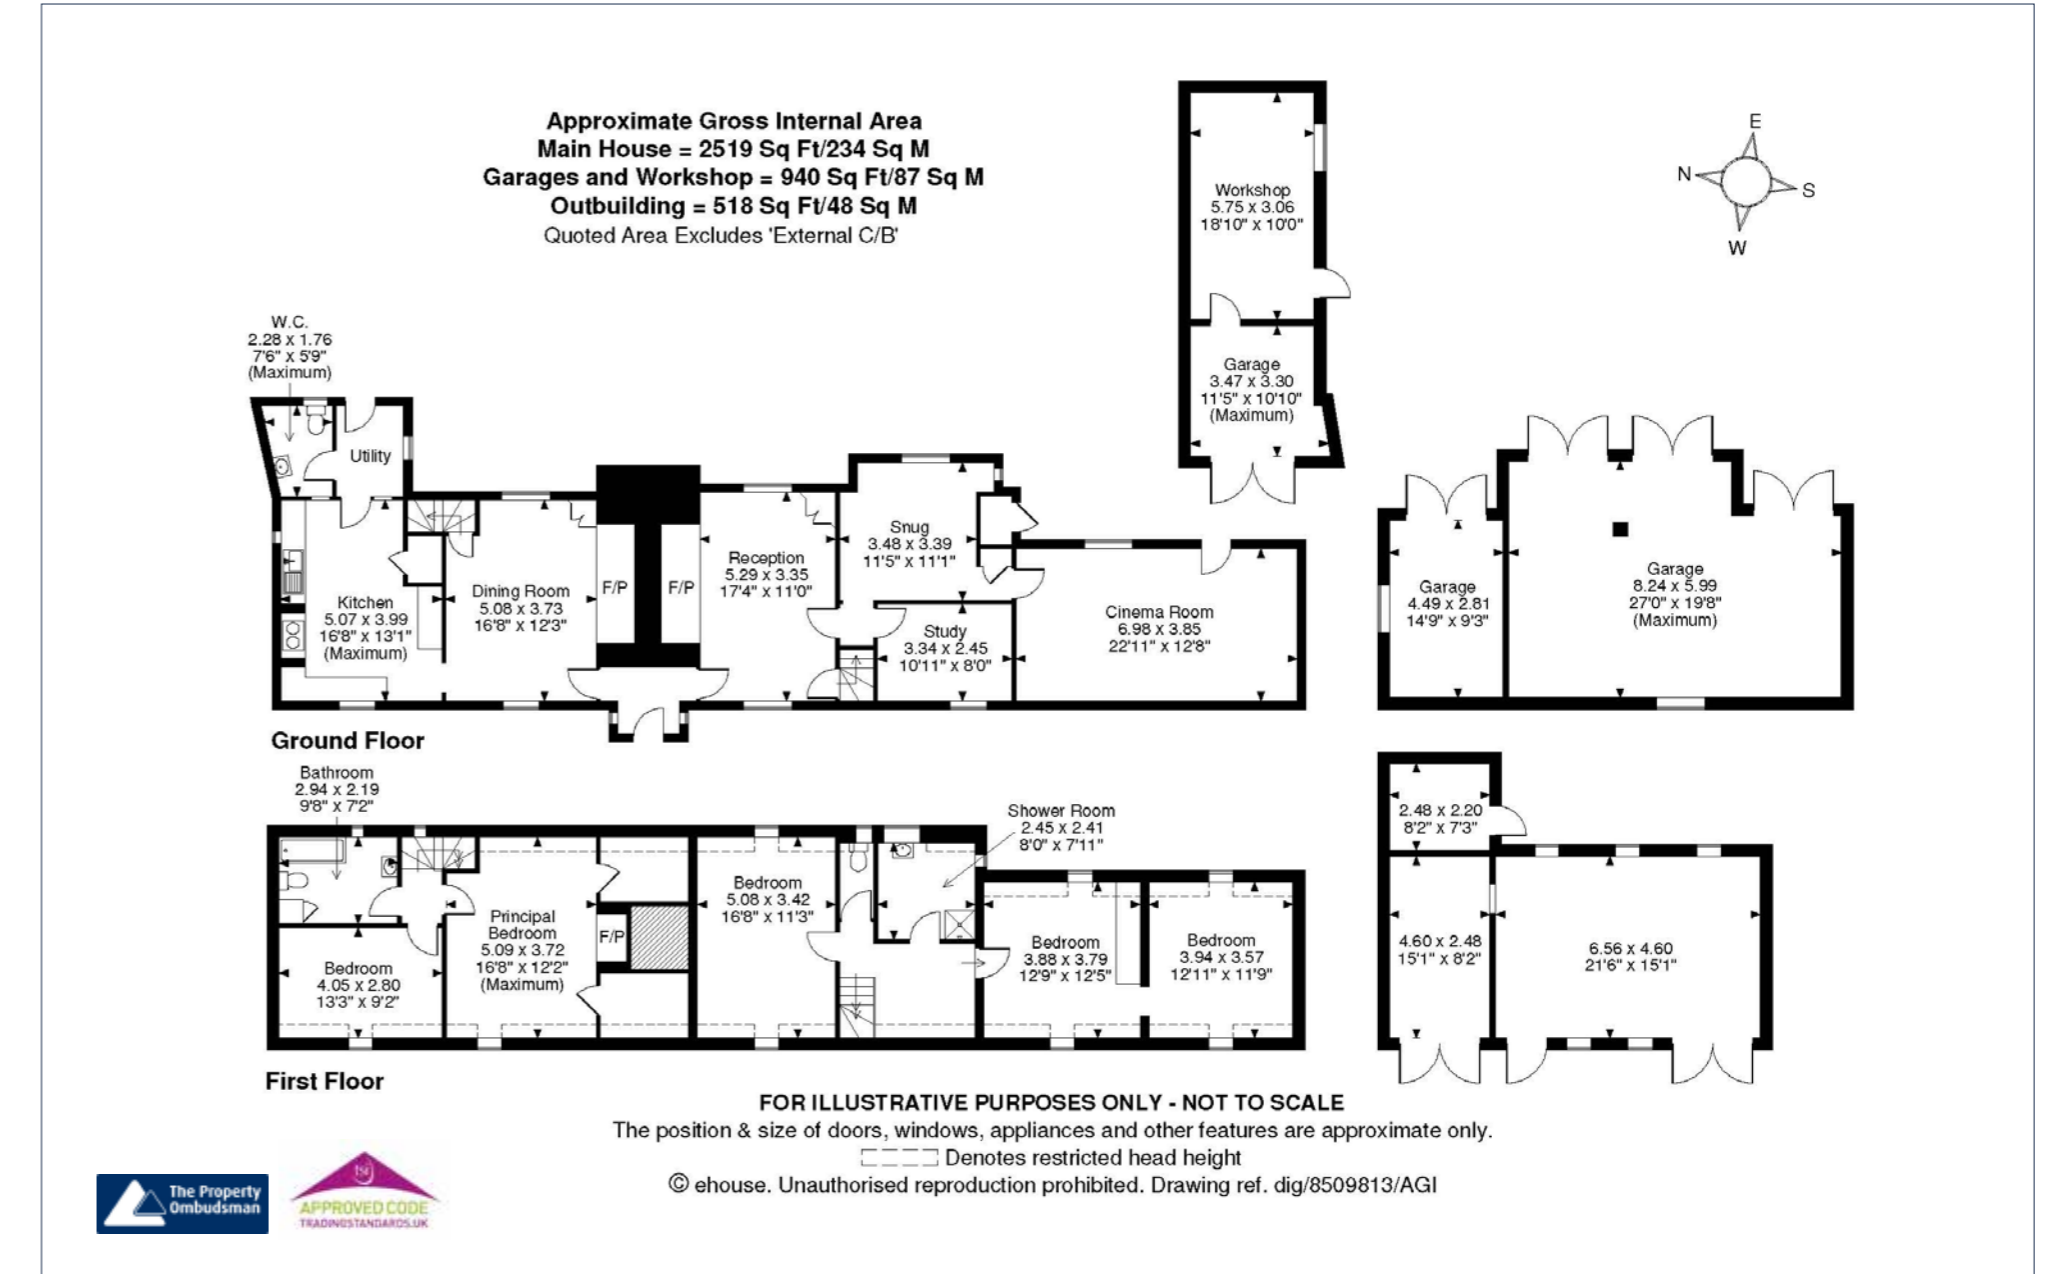 Approximate Gross Internal Area
Main House = 2519 Sq Ft/234 Sq M
Garages and Workshop = 940 Sq Ft/87 Sq M
Outbuilding = 518 Sq Ft/48 Sq M
Quoted Area Excludes 'External C/B'
E
N
S
W
Workshop
5.75 x 3.06
18'10" x 10'0"
Garage
3.47 x 3.30
11'5" x 10'10"
(Maximum)
W.C.
2.28 x 1.76
7'6" x 5'9"
(Maximum)
Utility
Kitchen
5.07 x 3.99
16'8" x 13'1"
(Maximum)
Dining Room
5.08 x 3.73
16'8" x 12'3"
F/P
F/P
Reception
5.29 x 3.35
17'4" x 11'0"
Snug
3.48 x 3.39
11'5" x 11'1"
Study
3.34 x 2.45
10'11" x 8'0"
Cinema Room
6.98 x 3.85
22'11" x 12'8"
Garage
4.49 x 2.81
14'9" x 9'3"
Garage
8.24 x 5.99
27'0" x 19'8"
(Maximum)
Ground Floor
Bathroom
2.94 x 2.19
9'8" x 7'2"
Bedroom
4.05 x 2.80
13'3" x 9'2"
Principal
Bedroom
5.09 x 3.72
16'8" x 12'2"
(Maximum)
F/P
Bedroom
5.08 x 3.42
16'8" x 11'3"
Shower Room
2.45 x 2.41
8'0" x 7'11"
Bedroom
3.88 x 3.79
12'9" x 12'5"
Bedroom
3.94 x 3.57
12'11" x 11'9"
2.48 x 2.20
8'2" x 7'3"
4.60 x 2.48
15'1" x 8'2"
6.56 x 4.60
21'6" x 15'1"
First Floor
FOR ILLUSTRATIVE PURPOSES ONLY - NOT TO SCALE
The position & size of doors, windows, appliances and other features are approximate only.
Denotes restricted head height
© ehouse. Unauthorised reproduction prohibited. Drawing ref. dig/8509813/AGI
The Property
Ombudsman
tsi
APPROVED CODE
TRADINGSTANDARDS.UK